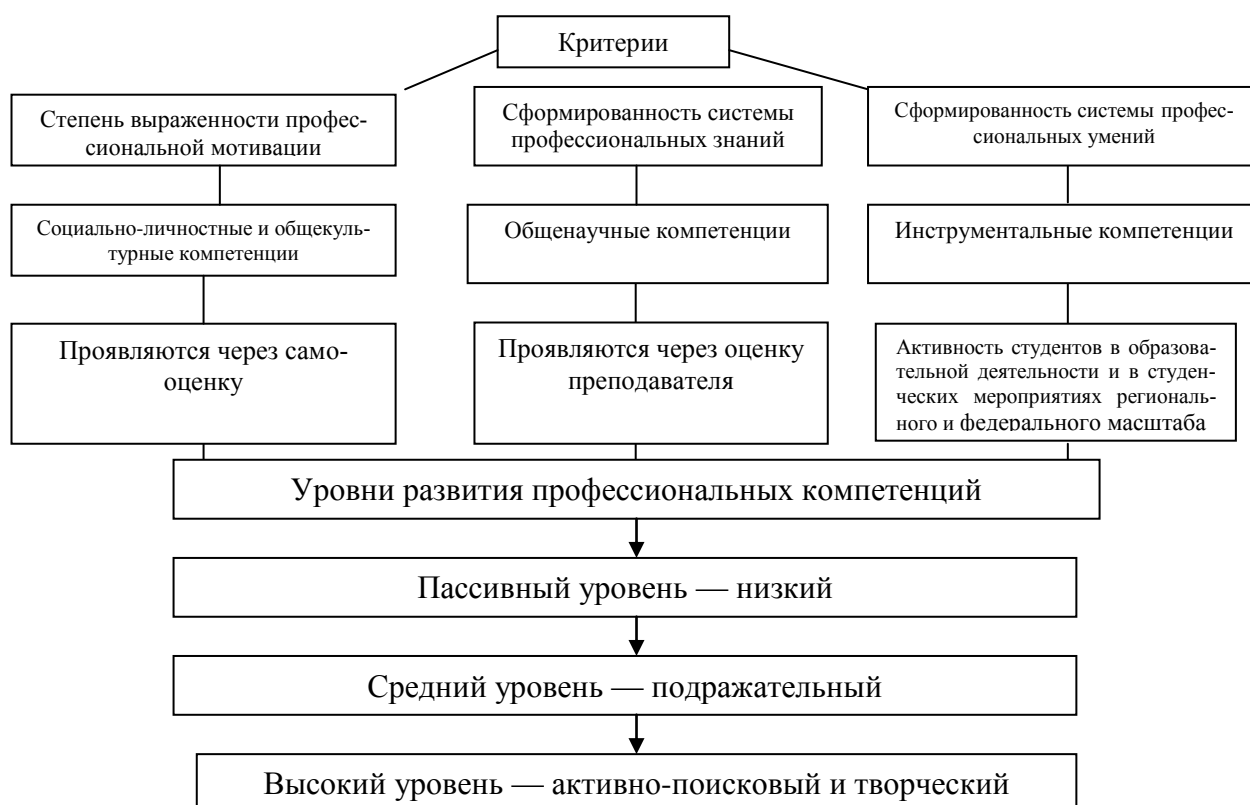 Критерии
Степень выраженности профес-
сиональной мотивации
Сформированность системы
профессиональных знаний
Сформированность системы профес-
сиональных умений
Социально-личностные и общекуль-
турные компетенции
Общенаучные компетенции
Инструментальные компетенции
Проявляются через само-
оценку
Проявляются через оценку
преподавателя
Активность студентов в образова-
тельной деятельности и в студен-
ческих мероприятиях региональ-
ного и федерального масштаба
Уровни развития профессиональных компетенций
Пассивный уровень — низкий
Средний уровень — подражательный
Высокий уровень — активно-поисковый и творческий